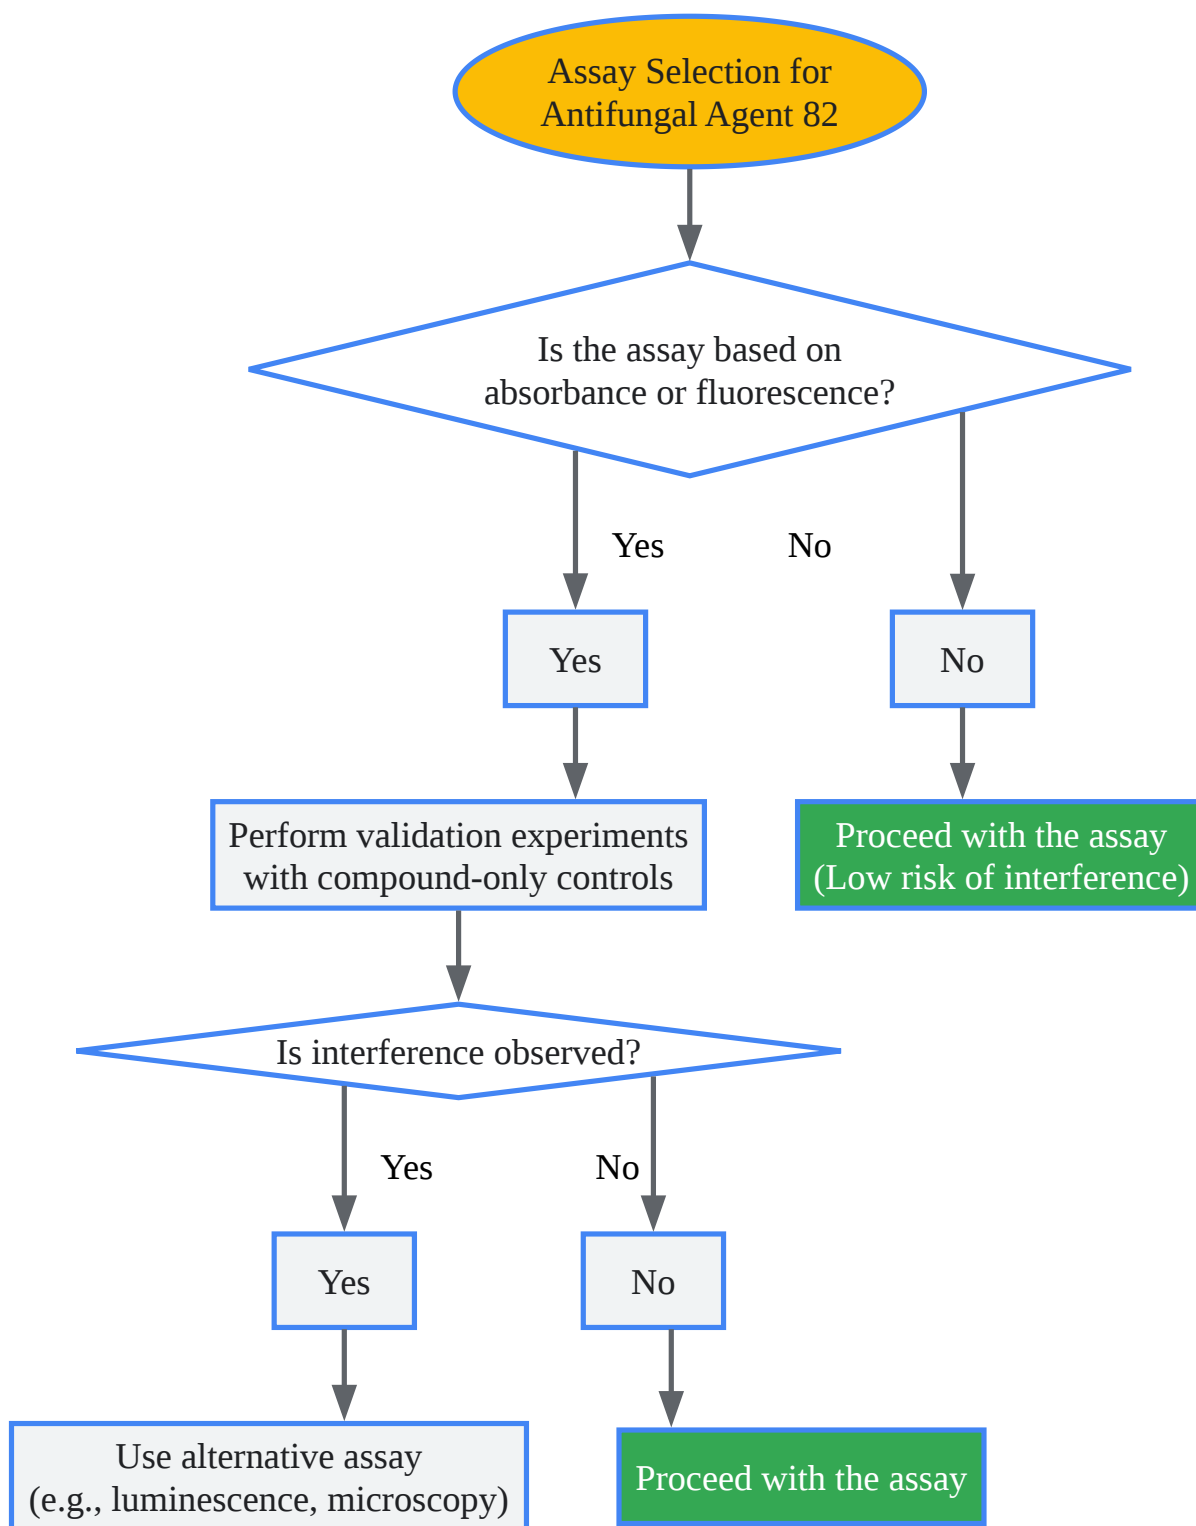 Assay Selection for
Antifungal Agent 82
Is the assay based on
absorbance or fluorescence?
Yes
No
Yes
No
Perform validation experiments
with compound-only controls
Proceed with the assay
(Low risk of interference)
Is interference observed?
Yes
No
Yes
No
Use alternative assay
(e.g., luminescence, microscopy)
Proceed with the assay